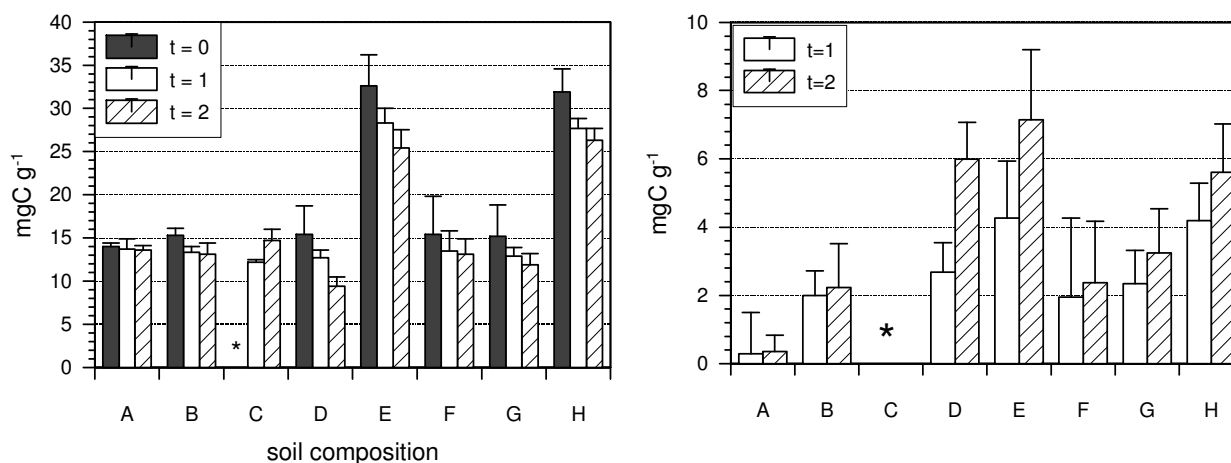 40
35
30
25
20
15
10
5
0
mgC g-1
t = 0
t = 1
t = 2
*
A B C D E F G H
soil composition
10
8
6
4
2
0
mgC g-1
t=1
t=2
*
A B C D E F G H